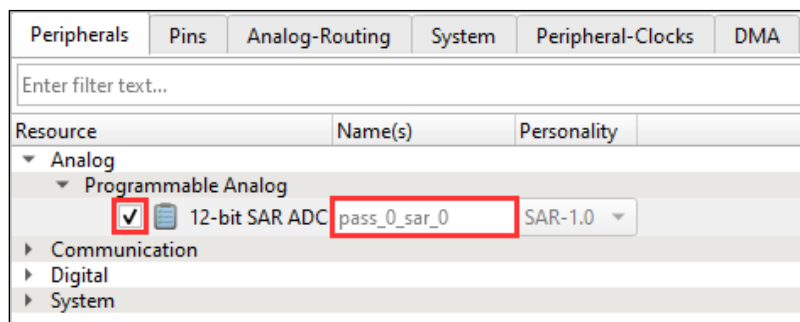 Peripherals Pins Analog-Routing System Peripheral-Clocks DMA
Enter filter text...
Resource Name(s) Personality
Analog
Programmable Analog
12-bit SAR ADC pass_0_sar_0 SAR-1.0
Communication
Digital
System